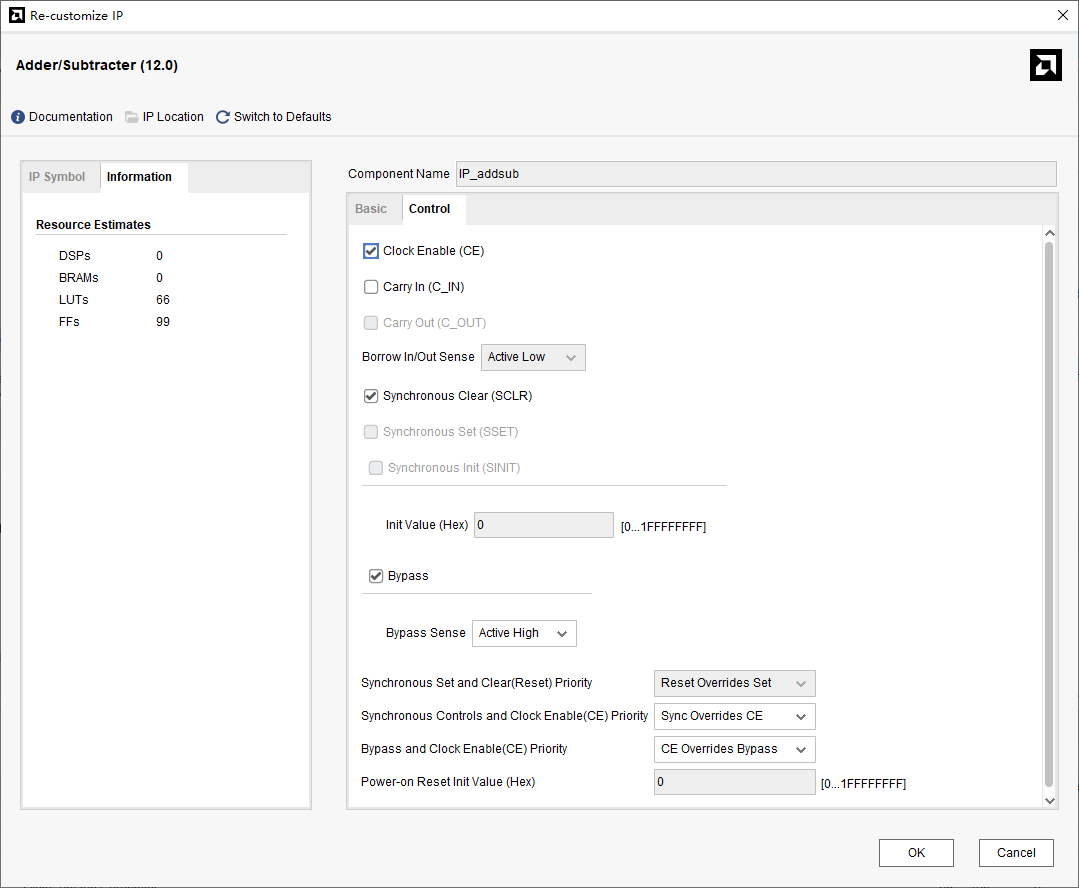 Re-customize IP
Adder/Subtracter (12.0)
Documentation IP Location Switch to Defaults
IP Symbol Information
Resource Estimates
DSPs 0
BRAMs 0
LUTs 66
FFs 99
Component Name IP_addsub
Basic Control
Clock Enable (CE)
Carry In (C_IN)
Carry Out (C_OUT)
Borrow In/Out Sense Active Low
Synchronous Clear (SCLR)
Synchronous Set (SSET)
Synchronous Init (SINIT)
Init Value (Hex) 0 [0...1FFFFFFFF]
Bypass
Bypass Sense Active High
Synchronous Set and Clear(Reset) Priority Reset Overrides Set
Synchronous Controls and Clock Enable(CE) Priority Sync Overrides CE
Bypass and Clock Enable(CE) Priority CE Overrides Bypass
Power-on Reset Init Value (Hex) 0 [0...1FFFFFFFF]
OK Cancel